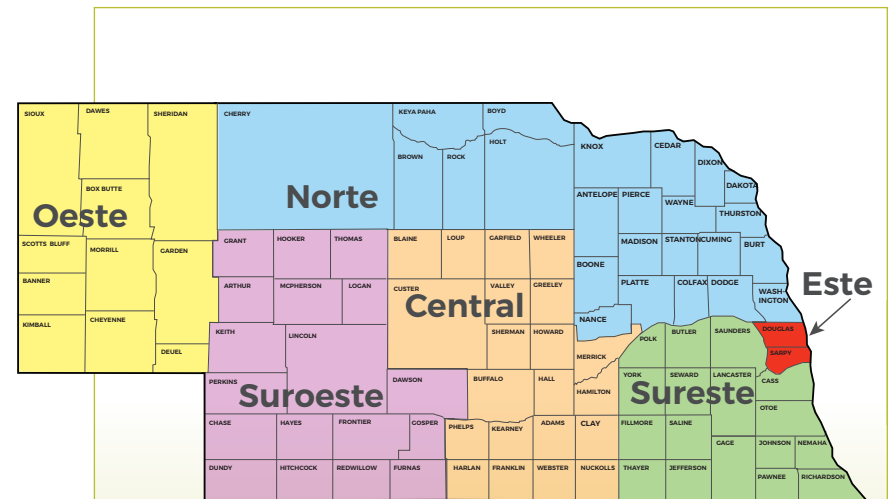 SIOUX
DAWES
SHERIDAN
CHERRY
KEYA PAHA
BOYD
HOLT
BROWN
ROCK
KNOX
CEDAR
DIXON
DAKOTA
BOX BUTTE
ANTELOPE
PIERCE
WAYNE
THURSTON
Norte
Oeste
SCOTTS BLUFF
MORRILL
GARDEN
GRANT
HOOKER
THOMAS
BLAINE
LOUP
GARFIELD
WHEELER
MADISON
STANTON
CUMING
BURT
BOONE
BANNER
ARTHUR
MCPHERSON
LOGAN
CUSTER
VALLEY
GREELEY
PLATTE
COLFAX
DODGE
WASH-
INGTON
Este
Central
CHEYENNE
KIMBALL
NANCE
KEITH
LINCOLN
SHERMAN
HOWARD
POLK
BUTLER
SAUNDERS
DOUGLAS
DEUEL
MERRICK
SARPY
PERKINS
DAWSON
BUFFALO
HALL
HAMILTON
YORK
SEWARD
LANCASTER
CASS
Suroeste
Sureste
OTOE
CHASE
HAYES
FRONTIER
GOSPER
PHELPS
KEARNEY
ADAMS
CLAY
FILLMORE
SALINE
GAGE
JOHNSON
NEMAHA
DUNDY
HITCHCOCK
REDWILLOW
FURNAS
HARLAN
FRANKLIN
WEBSTER
NUCKOLLS
THAYER
JEFFERSON
PAWNEE
RICHARDSON